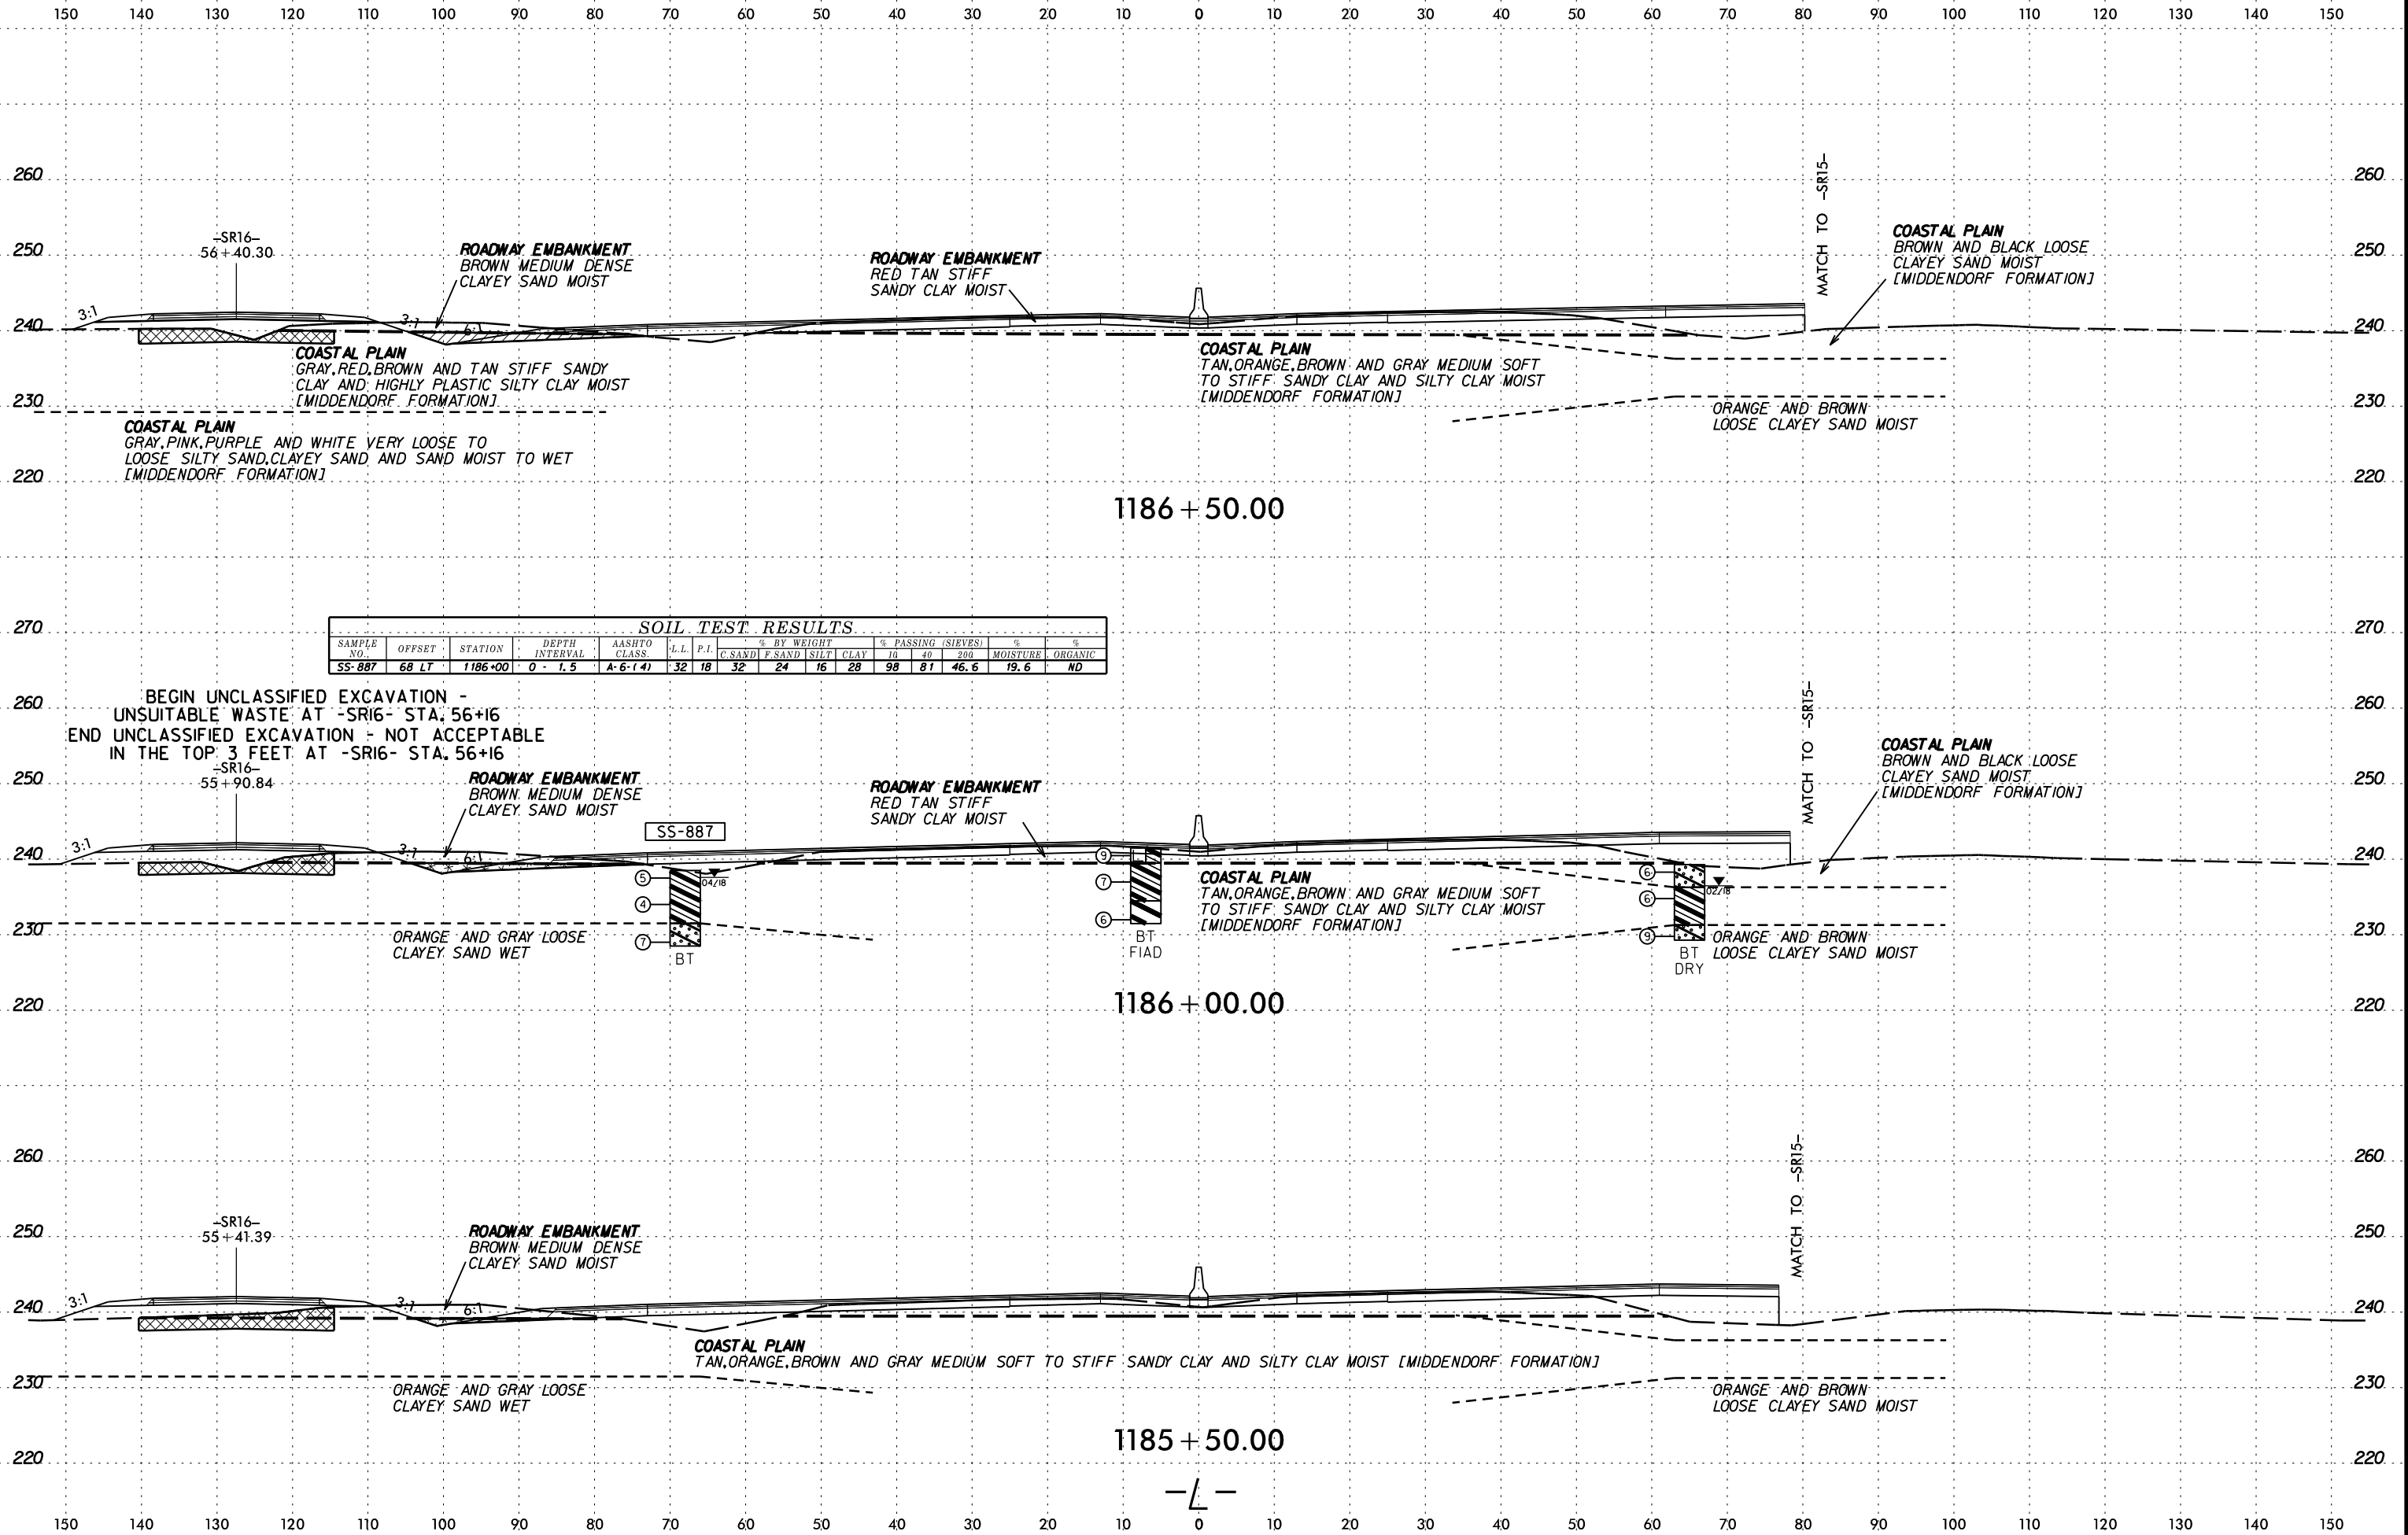 150 140 130 120 110 100 90 80 70 60 50 40 30 20 10 0 10 20 30 40 50 60 70 80 90 100 110 120 130 140 150
MATCH TO -SR15-
260 260
-SR16-
56+40.30
250 250
ROADWAY EMBANKMENT
BROWN MEDIUM DENSE
CLAYEY SAND MOIST
ROADWAY EMBANKMENT
RED TAN STIFF
SANDY CLAY MOIST
COASTAL PLAIN
BROWN AND BLACK LOOSE
CLAYEY SAND MOIST
[MIDDENDORF FORMATION]
3:1 3:1 6:1
240 240
COASTAL PLAIN
GRAY,RED,BROWN AND TAN STIFF SANDY
CLAY AND HIGHLY PLASTIC SILTY CLAY MOIST
[MIDDENDORF FORMATION]
COASTAL PLAIN
TAN,ORANGE,BROWN AND GRAY MEDIUM SOFT
TO STIFF SANDY CLAY AND SILTY CLAY MOIST
[MIDDENDORF FORMATION]
230 230
ORANGE AND BROWN
LOOSE CLAYEY SAND MOIST
COASTAL PLAIN
GRAY,PINK,PURPLE AND WHITE VERY LOOSE TO
LOOSE SILTY SAND,CLAYEY SAND AND SAND MOIST TO WET
[MIDDENDORF FORMATION]
220 220
1186+50.00
270 270
SOIL TEST RESULTS
SAMPLE NO. OFFSET STATION DEPTH INTERVAL AASHTO CLASS. L.L. P.I. % BY WEIGHT % PASSING (SIEVES) % MOISTURE % ORGANIC
C.SAND F.SAND SILT CLAY 10 40 200
SS-887 68 LT 1186+00 0 - 1.5 A-6-(4) 32 18 32 24 16 28 98 81 46.6 19.6 ND
260 260
BEGIN UNCLASSIFIED EXCAVATION -
UNSUITABLE WASTE AT -SR16- STA. 56+16
END UNCLASSIFIED EXCAVATION - NOT ACCEPTABLE
IN THE TOP 3 FEET AT -SR16- STA. 56+16
MATCH TO -SR15-
-SR16-
55+90.84
250 250
ROADWAY EMBANKMENT
BROWN MEDIUM DENSE
CLAYEY SAND MOIST
ROADWAY EMBANKMENT
RED TAN STIFF
SANDY CLAY MOIST
COASTAL PLAIN
BROWN AND BLACK LOOSE
CLAYEY SAND MOIST
[MIDDENDORF FORMATION]
SS-887
3:1 3:1 6:1
240 240
5
4
7
04/18
BT
9
7
6
BT
FIAD
COASTAL PLAIN
TAN,ORANGE,BROWN AND GRAY MEDIUM SOFT
TO STIFF SANDY CLAY AND SILTY CLAY MOIST
[MIDDENDORF FORMATION]
6
6
9
02/18
BT
DRY
230 230
ORANGE AND GRAY LOOSE
CLAYEY SAND WET
ORANGE AND BROWN
LOOSE CLAYEY SAND MOIST
220 220
1186+00.00
260 260
MATCH TO -SR15-
-SR16-
55+41.39
250 250
ROADWAY EMBANKMENT
BROWN MEDIUM DENSE
CLAYEY SAND MOIST
3:1 3:1 6:1
240 240
COASTAL PLAIN
TAN,ORANGE,BROWN AND GRAY MEDIUM SOFT TO STIFF SANDY CLAY AND SILTY CLAY MOIST [MIDDENDORF FORMATION]
230 230
ORANGE AND GRAY LOOSE
CLAYEY SAND WET
ORANGE AND BROWN
LOOSE CLAYEY SAND MOIST
220 220
1185+50.00
-L-
150 140 130 120 110 100 90 80 70 60 50 40 30 20 10 0 10 20 30 40 50 60 70 80 90 100 110 120 130 140 150